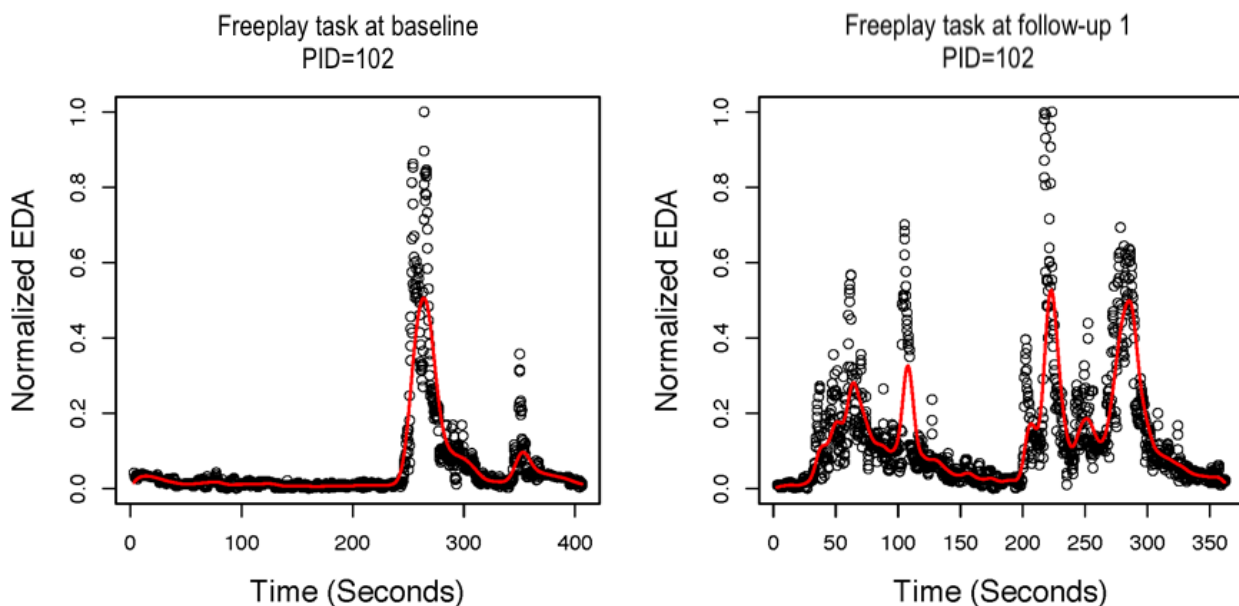 Freeplay task at baseline
PID=102
Normalized EDA
1.0
0.8
0.6
0.4
0.2
0.0
0 100 200 300 400
Time (Seconds)
Freeplay task at follow-up 1
PID=102
Normalized EDA
1.0
0.8
0.6
0.4
0.2
0.0
0 50 100 150 200 250 300 350
Time (Seconds)